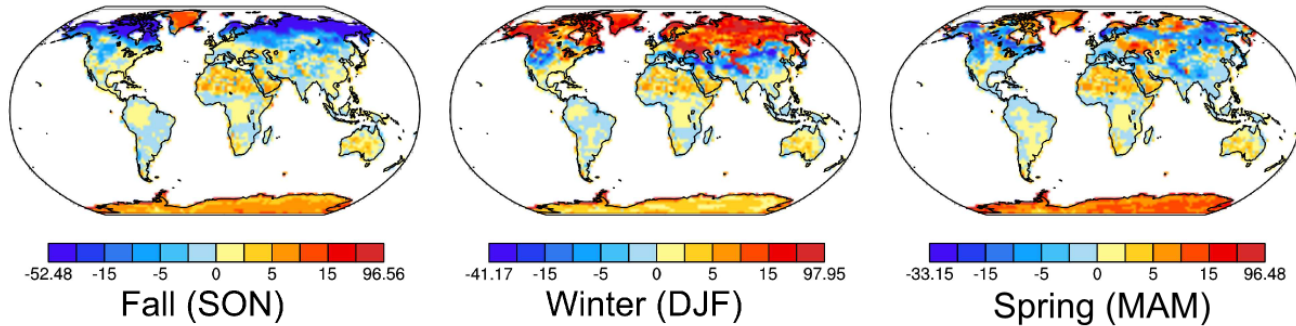 -52.48 -15 -5 0 5 15 96.56
Fall (SON)
-41.17 -15 -5 0 5 15 97.95
Winter (DJF)
-33.15 -15 -5 0 5 15 96.48
Spring (MAM)